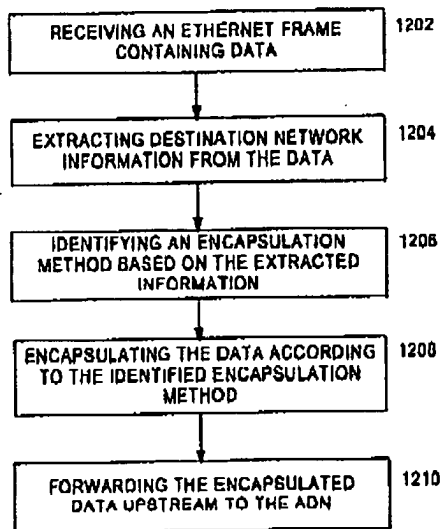 RECEIVING AN ETHERNET FRAME
CONTAINING DATA
1202
EXTRACTING DESTINATION NETWORK
INFORMATION FROM THE DATA
1204
IDENTIFYING AN ENCAPSULATION
METHOD BASED ON THE EXTRACTED
INFORMATION
1206
ENCAPSULATING THE DATA ACCORDING
TO THE IDENTIFIED ENCAPSULATION
METHOD
1208
FORWARDING THE ENCAPSULATED
DATA UPSTREAM TO THE ADN
1210